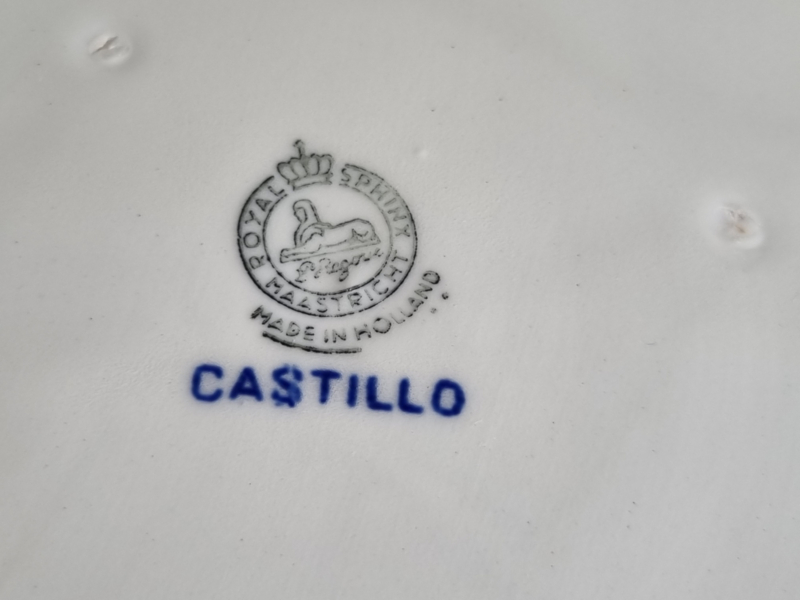 ROYAL SPHINX
P. Regout
MAASTRICHT
MADE IN HOLLAND
CASTILLO